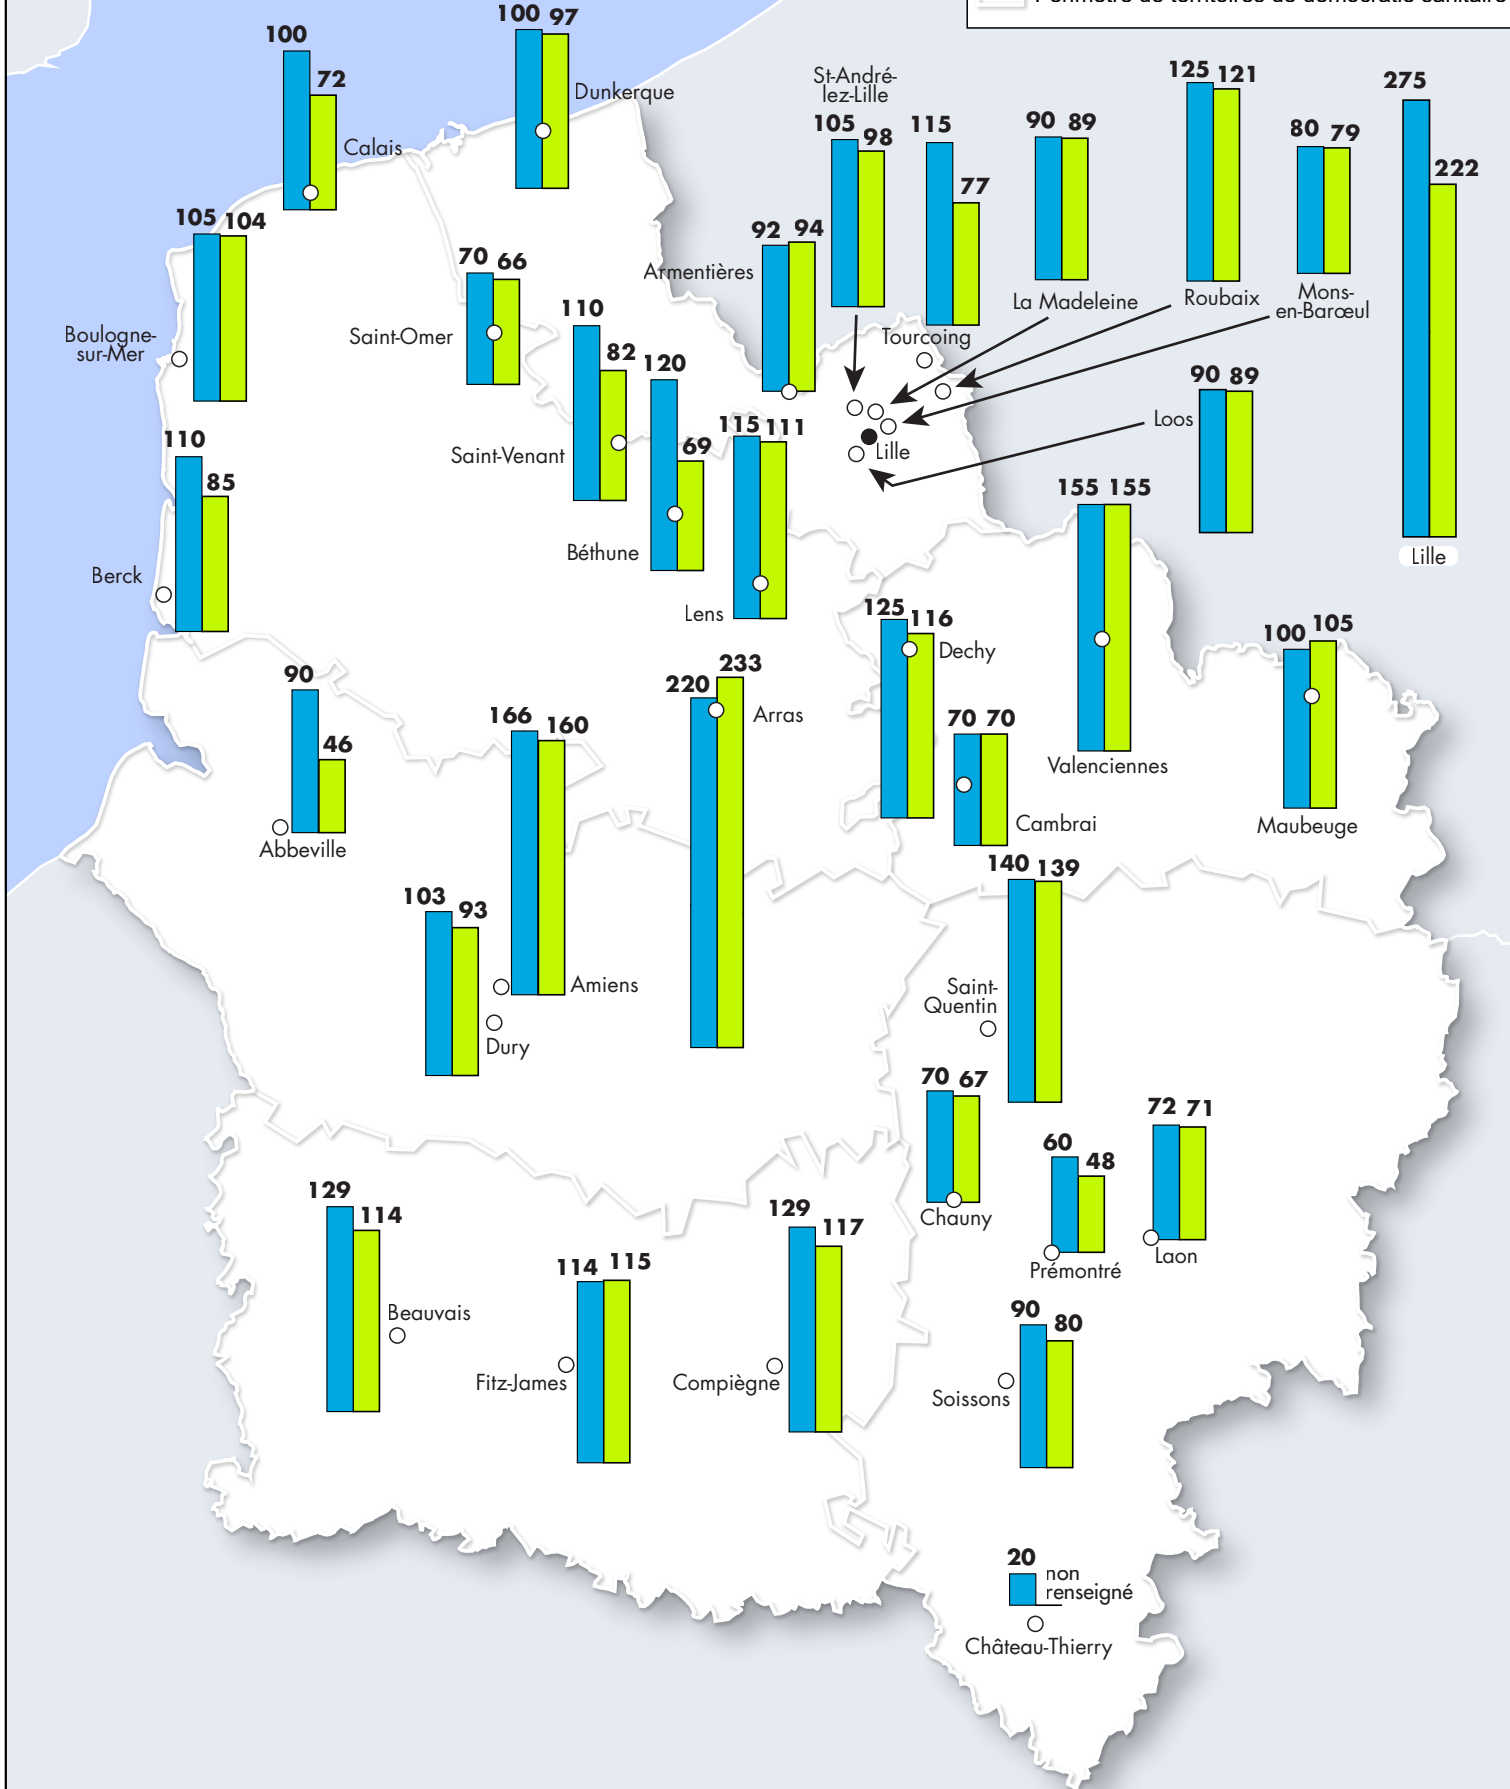 Périmètre de territoires de démocratie sanitaire
100
72
Calais
100
97
Dunkerque
St-André-
lez-Lille
105
98
115
77
Tourcoing
90
89
La Madeleine
125
121
Roubaix
80
79
Mons-
en-Barœul
275
222
Lille
105
104
Boulogne-
sur-Mer
70
66
Saint-Omer
92
94
Armentières
110
82
Saint-Venant
120
69
Béthune
115
111
Lens
Lille
90
89
Loos
110
85
Berck
155
155
Valenciennes
125
116
Dechy
100
105
Maubeuge
90
46
Abbeville
166
160
Amiens
220
233
Arras
70
70
Cambrai
103
93
Dury
140
139
Saint-
Quentin
70
67
Chauny
60
48
Prémontré
72
71
Laon
129
114
Beauvais
114
115
Fitz-James
129
117
Compiègne
90
80
Soissons
20
non
renseigné
Château-Thierry